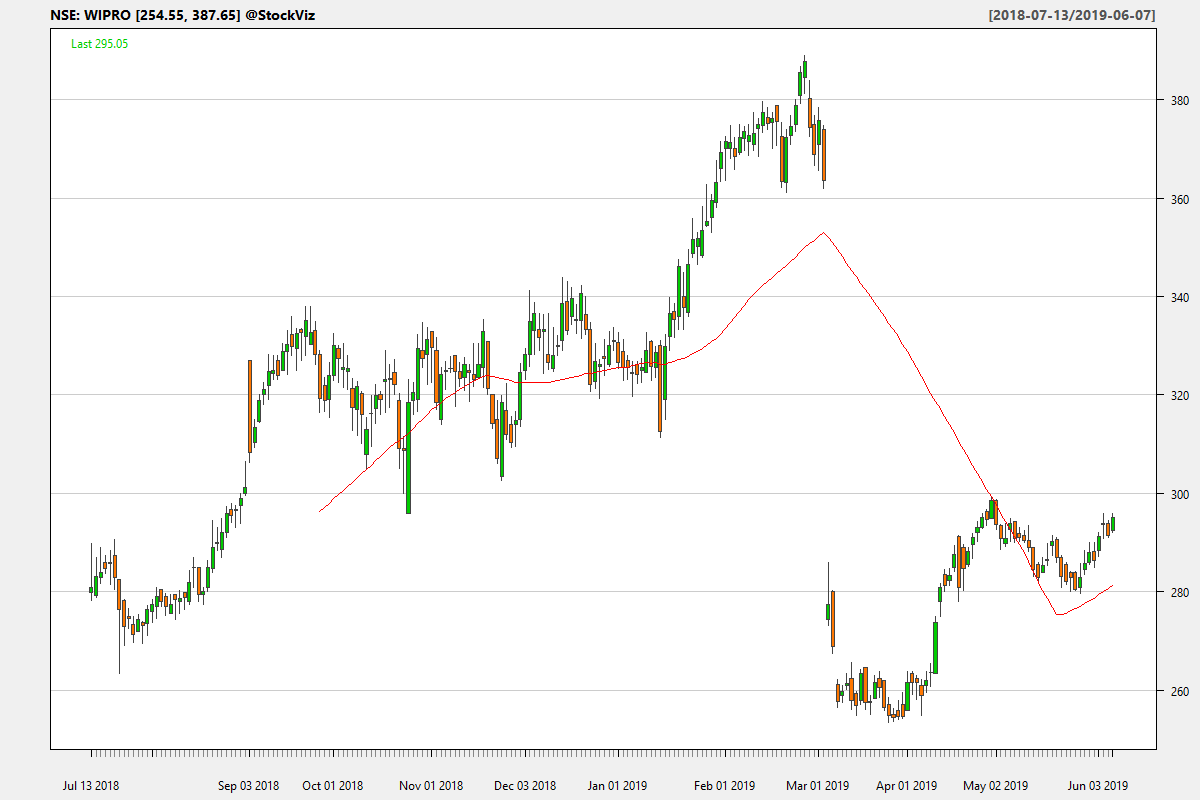 NSE: WIPRO [254.55, 387.65] @StockViz
[2018-07-13/2019-06-07]
Last 295.05
380
360
340
320
300
280
260
Jul 13 2018
Sep 03 2018
Oct 01 2018
Nov 01 2018
Dec 03 2018
Jan 01 2019
Feb 01 2019
Mar 01 2019
Apr 01 2019
May 02 2019
Jun 03 2019